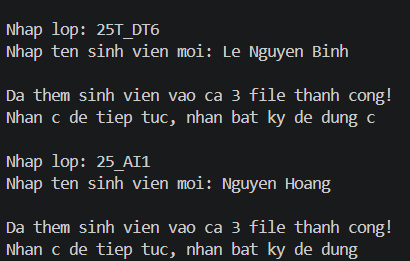 Nhap lop: 25T_DT6
Nhap ten sinh vien moi: Le Nguyen Binh
Da them sinh vien vao ca 3 file thanh cong!
Nhan c de tiep tuc, nhan bat ky de dung c
Nhap lop: 25_AI1
Nhap ten sinh vien moi: Nguyen Hoang
Da them sinh vien vao ca 3 file thanh cong!
Nhan c de tiep tuc, nhan bat ky de dung